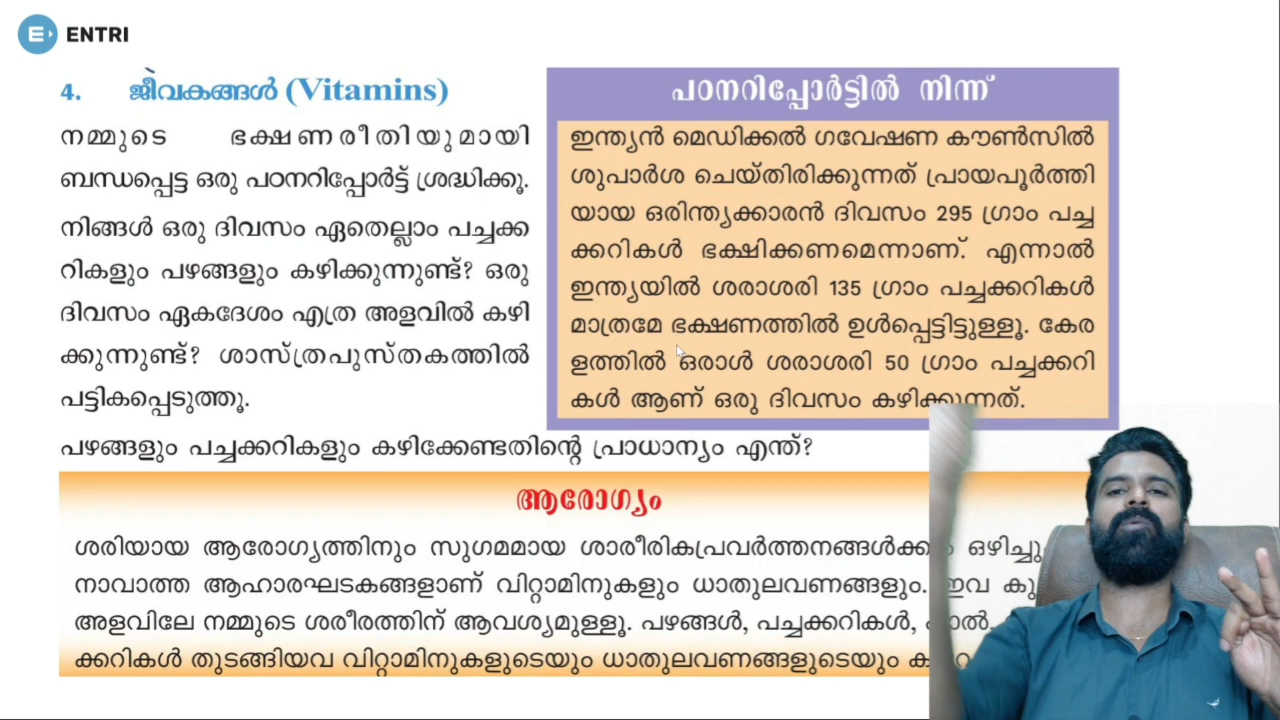 ENTRI
4. ജീവകങ്ങൾ (Vitamins)
നമ്മുടെ ഭക്ഷണരീതിയുമായി
ബന്ധപ്പെട്ട ഒരു പഠനറിപ്പോർട്ട് ശ്രദ്ധിക്കൂ.
നിങ്ങൾ ഒരു ദിവസം ഏതെല്ലാം പച്ചക്ക
റികളും പഴങ്ങളും കഴിക്കുന്നുണ്ട്? ഒരു
ദിവസം ഏകദേശം എത്ര അളവിൽ കഴി
ക്കുന്നുണ്ട്? ശാസ്ത്രപുസ്തകത്തിൽ
പട്ടികപ്പെടുത്തൂ.
പഠനറിപ്പോർട്ടിൽ നിന്ന്
ഇന്ത്യൻ മെഡിക്കൽ ഗവേഷണ കൗൺസിൽ
ശുപാർശ ചെയ്തിരിക്കുന്നത് പ്രായപൂർത്തി
യായ ഒരിന്ത്യക്കാരൻ ദിവസം 295 ഗ്രാം പച്ച
ക്കറികൾ ഭക്ഷിക്കണമെന്നാണ്. എന്നാൽ
ഇന്ത്യയിൽ ശരാശരി 135 ഗ്രാം പച്ചക്കറികൾ
മാത്രമേ ഭക്ഷണത്തിൽ ഉൾപ്പെട്ടിട്ടുള്ളൂ. കേര
ളത്തിൽ ഒരാൾ ശരാശരി 50 ഗ്രാം പച്ചക്കറി
കൾ ആണ് ഒരു ദിവസം കഴിക്കുന്നത്.
പഴങ്ങളും പച്ചക്കറികളും കഴിക്കേണ്ടതിന്റെ പ്രാധാന്യം എന്ത്?
ആരോഗ്യം
ശരിയായ ആരോഗ്യത്തിനും സുഗമമായ ശാരീരികപ്രവർത്തനങ്ങൾക്കും ഒഴിച്ചു
നാവാത്ത ആഹാരഘടകങ്ങളാണ് വിറ്റാമിനുകളും ധാതുലവണങ്ങളും. ഇവ
അളവിലേ നമ്മുടെ ശരീരത്തിന് ആവശ്യമുള്ളൂ. പഴങ്ങൾ, പച്ചക്കറികൾ,
ക്കറികൾ തുടങ്ങിയവ വിറ്റാമിനുകളുടെയും ധാതുലവണങ്ങളുടെയും